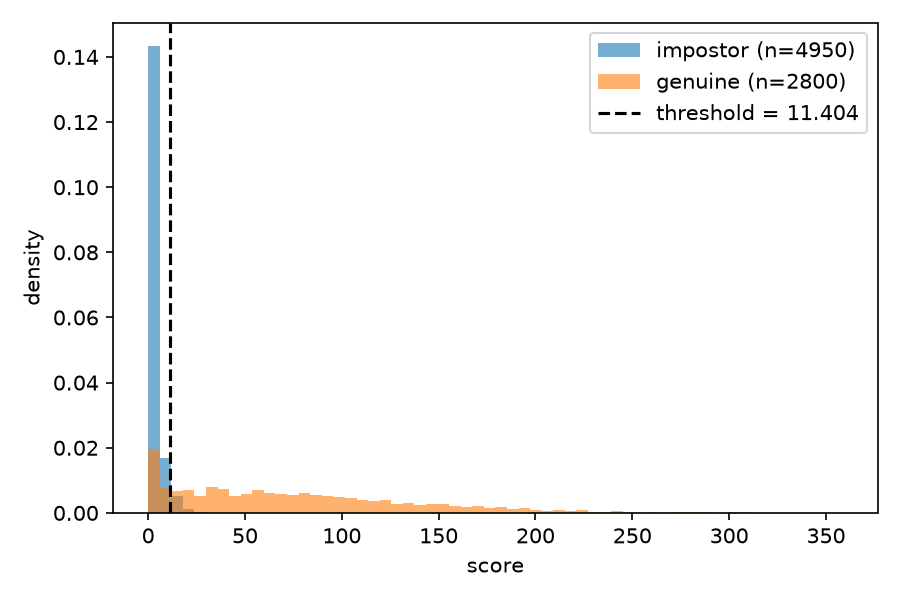 impostor (n=4950)
genuine (n=2800)
threshold = 11.404
density
0.14
0.12
0.10
0.08
0.06
0.04
0.02
0.00
0 50 100 150 200 250 300 350
score